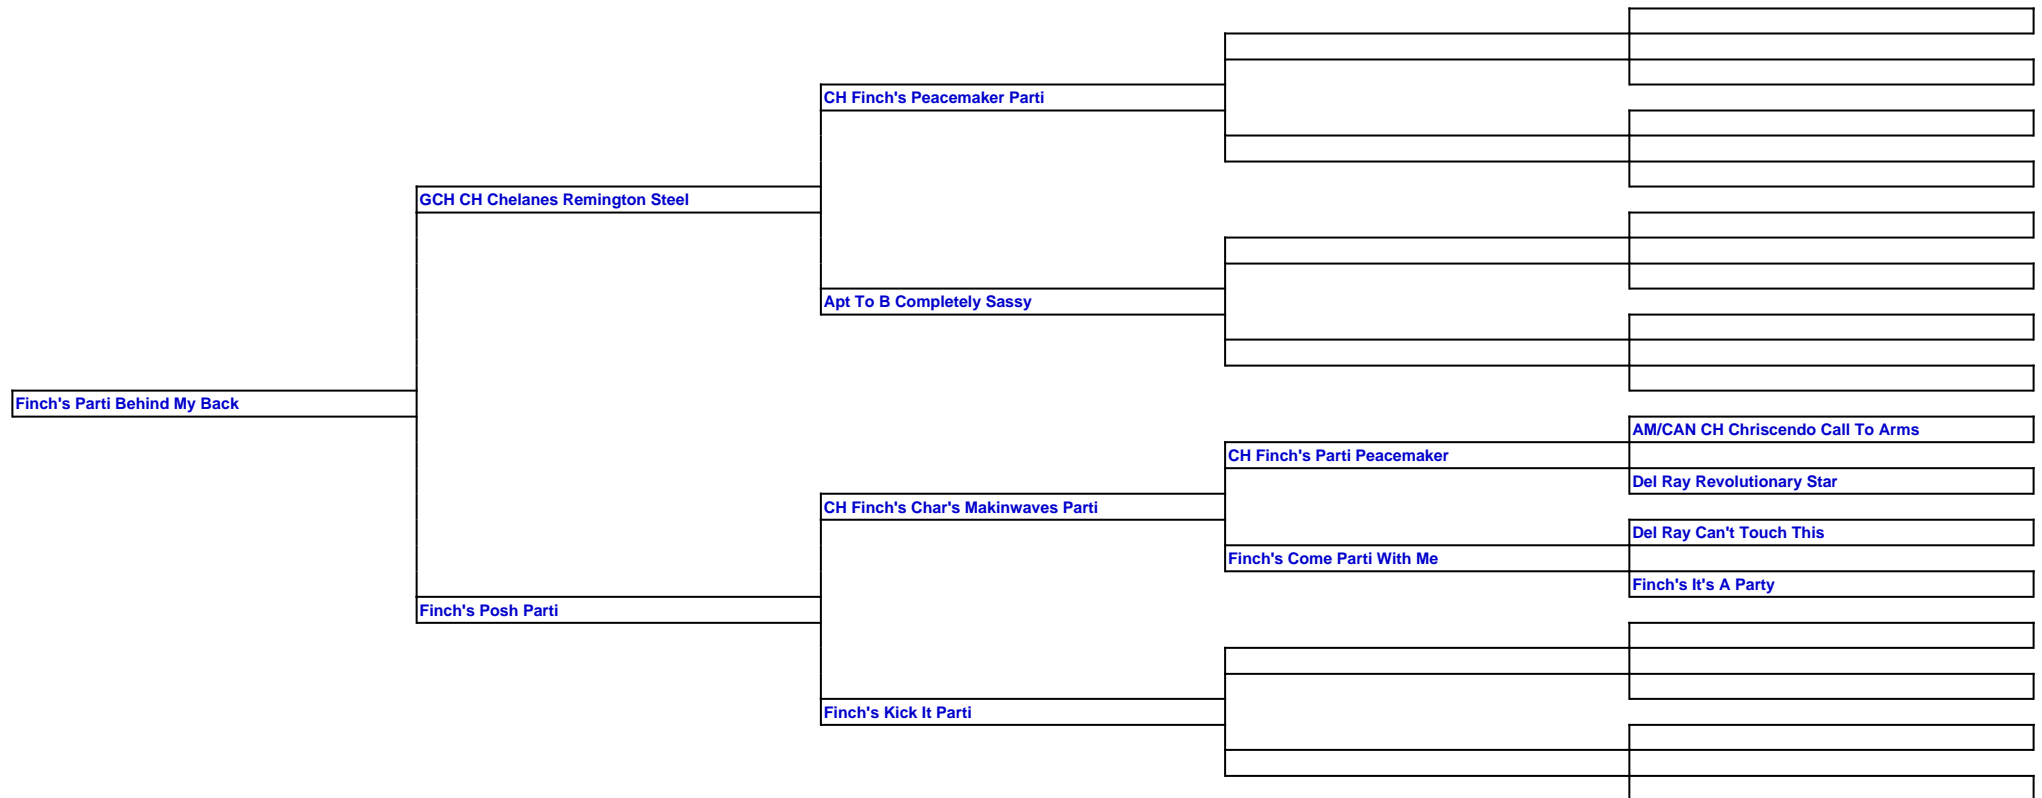 CH Finch's Peacemaker Parti
GCH CH Chelanes Remington Steel
Apt To B Completely Sassy
Finch's Parti Behind My Back
AM/CAN CH Chriscendo Call To Arms
CH Finch's Parti Peacemaker
Del Ray Revolutionary Star
CH Finch's Char's Makinwaves Parti
Del Ray Can't Touch This
Finch's Come Parti With Me
Finch's It's A Party
Finch's Posh Parti
Finch's Kick It Parti